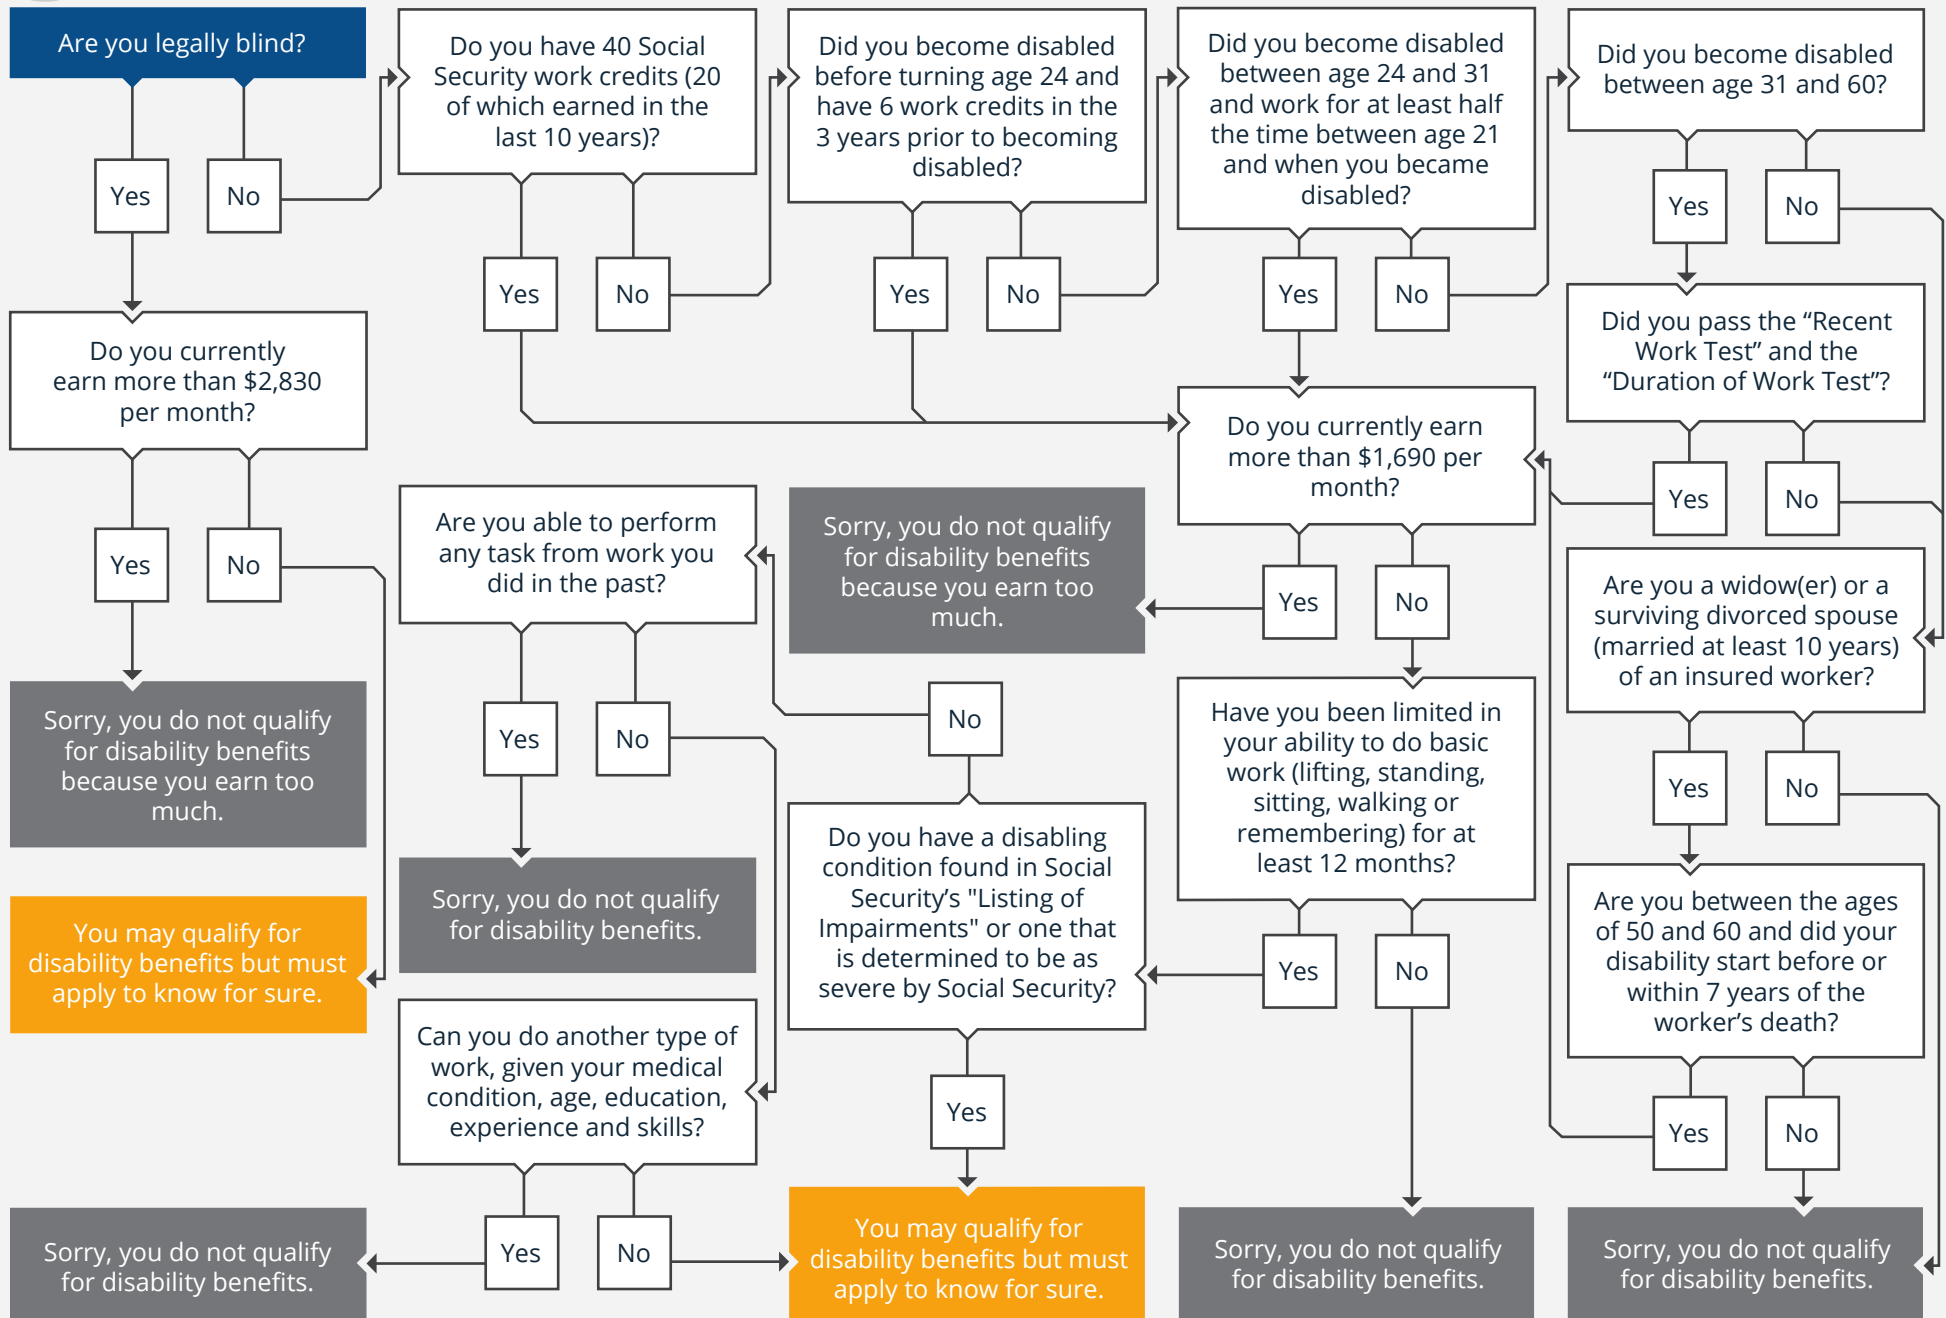 Are you legally blind?
Yes
No
Do you have 40 Social
Security work credits (20
of which earned in the
last 10 years)?
Yes
No
Did you become disabled
before turning age 24 and
have 6 work credits in the
3 years prior to becoming
disabled?
Yes
No
Did you become disabled
between age 24 and 31
and work for at least half
the time between age 21
and when you became
disabled?
Yes
No
Did you become disabled
between age 31 and 60?
Yes
No
Do you currently
earn more than $2,830
per month?
Yes
No
Did you pass the “Recent
Work Test” and the
“Duration of Work Test”?
Yes
No
Do you currently earn
more than $1,690 per
month?
Yes
No
Sorry, you do not qualify
for disability benefits
because you earn too
much.
Are you able to perform
any task from work you
did in the past?
Yes
No
Are you a widow(er) or a
surviving divorced spouse
(married at least 10 years)
of an insured worker?
Yes
No
Sorry, you do not qualify
for disability benefits
because you earn too
much.
Have you been limited in
your ability to do basic
work (lifting, standing,
sitting, walking or
remembering) for at
least 12 months?
Yes
No
No
Do you have a disabling
condition found in Social
Security’s "Listing of
Impairments" or one that
is determined to be as
severe by Social Security?
Yes
Sorry, you do not qualify
for disability benefits.
You may qualify for
disability benefits but must
apply to know for sure.
Are you between the ages
of 50 and 60 and did your
disability start before or
within 7 years of the
worker’s death?
Yes
No
Can you do another type of
work, given your medical
condition, age, education,
experience and skills?
Yes
No
Sorry, you do not qualify
for disability benefits.
You may qualify for
disability benefits but must
apply to know for sure.
Sorry, you do not qualify
for disability benefits.
Sorry, you do not qualify
for disability benefits.